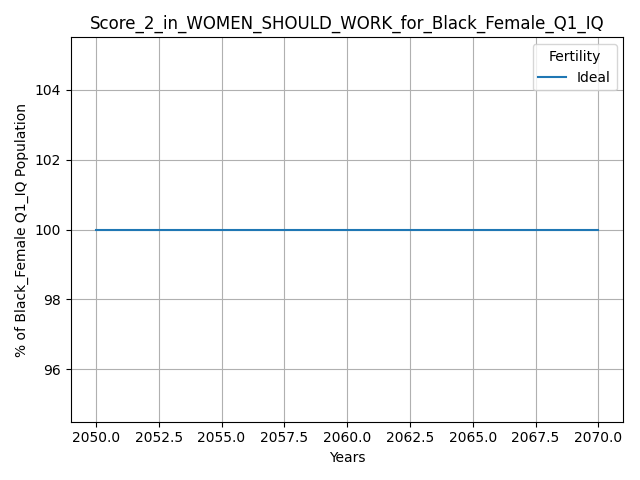 Score_2_in_WOMEN_SHOULD_WORK_for_Black_Female_Q1_IQ
Fertility
Ideal
% of Black_Female Q1_IQ Population
104
102
100
98
96
2050.0 2052.5 2055.0 2057.5 2060.0 2062.5 2065.0 2067.5 2070.0
Years